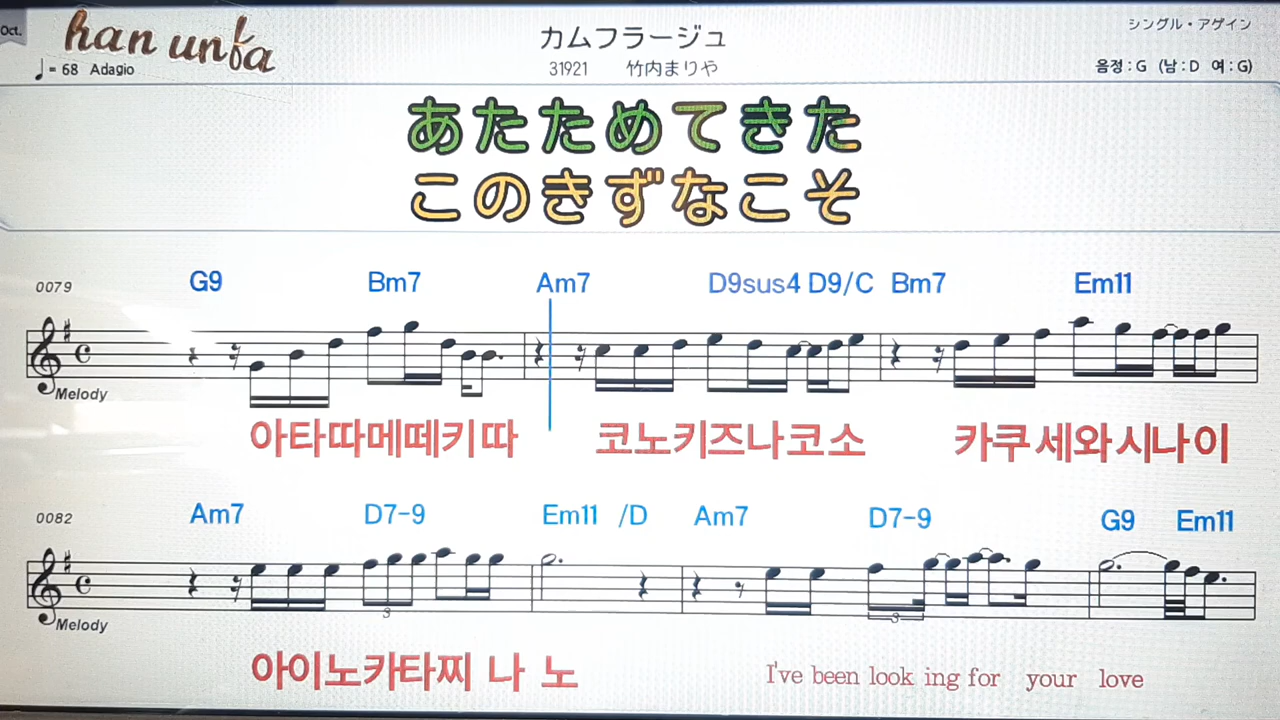 Oct.
han unfa
シングル・アゲイン
カムフラージュ
♩= 68 Adagio
31921 竹内まりや
음정 : G (남 : D 여 : G)
あたためてきた
このきずなこそ
0079 G9 Bm7 Am7 D9sus4 D9/C Bm7 Em11
Melody
아타따메떼키따 코노키즈나코소 카쿠세와시나이
0082 Am7 D7-9 Em11 /D Am7 D7-9 G9 Em11
3 3
Melody
아이노카타찌 나 노 I've been look ing for your love